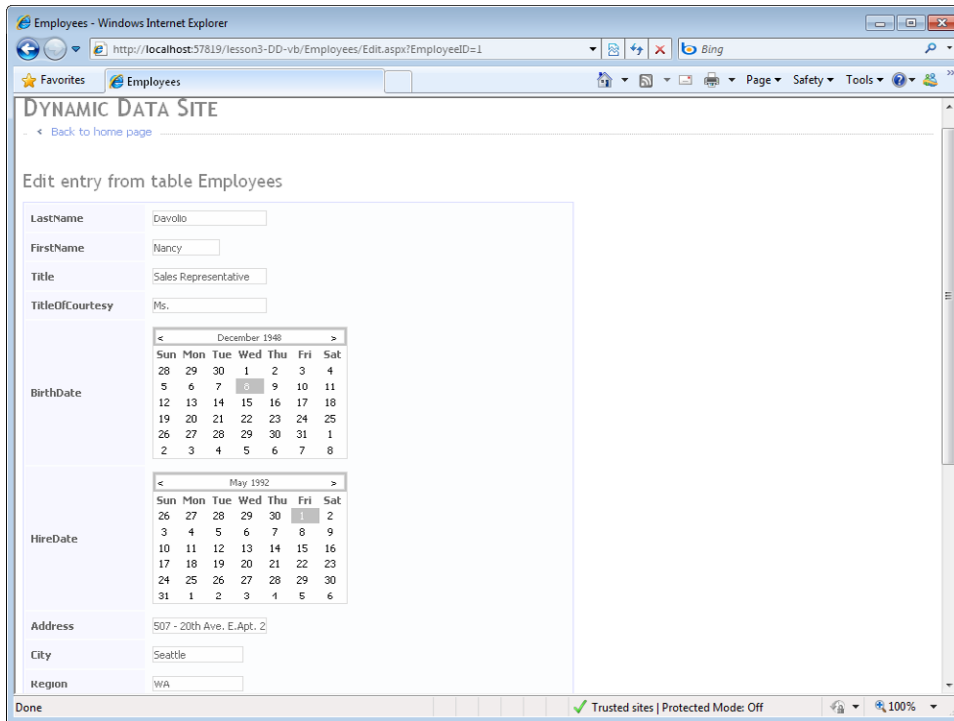 Employees - Windows Internet Explorer
http://localhost:57819/lesson3-DD-vb/Employees/Edit.aspx?EmployeeID=1
Bing
Favorites Employees Page Safety Tools
DYNAMIC DATA SITE
< Back to home page
Edit entry from table Employees
LastName Davolio
FirstName Nancy
Title Sales Representative
TitleOfCourtesy Ms.
BirthDate
< December 1948 >
Sun Mon Tue Wed Thu Fri Sat
28 29 30 1 2 3 4
5 6 7 8 9 10 11
12 13 14 15 16 17 18
19 20 21 22 23 24 25
26 27 28 29 30 31 1
2 3 4 5 6 7 8
HireDate
< May 1992 >
Sun Mon Tue Wed Thu Fri Sat
26 27 28 29 30 1 2
3 4 5 6 7 8 9
10 11 12 13 14 15 16
17 18 19 20 21 22 23
24 25 26 27 28 29 30
31 1 2 3 4 5 6
Address 507 - 20th Ave. E.Apt. 2
City Seattle
Region WA
Done Trusted sites | Protected Mode: Off 100%